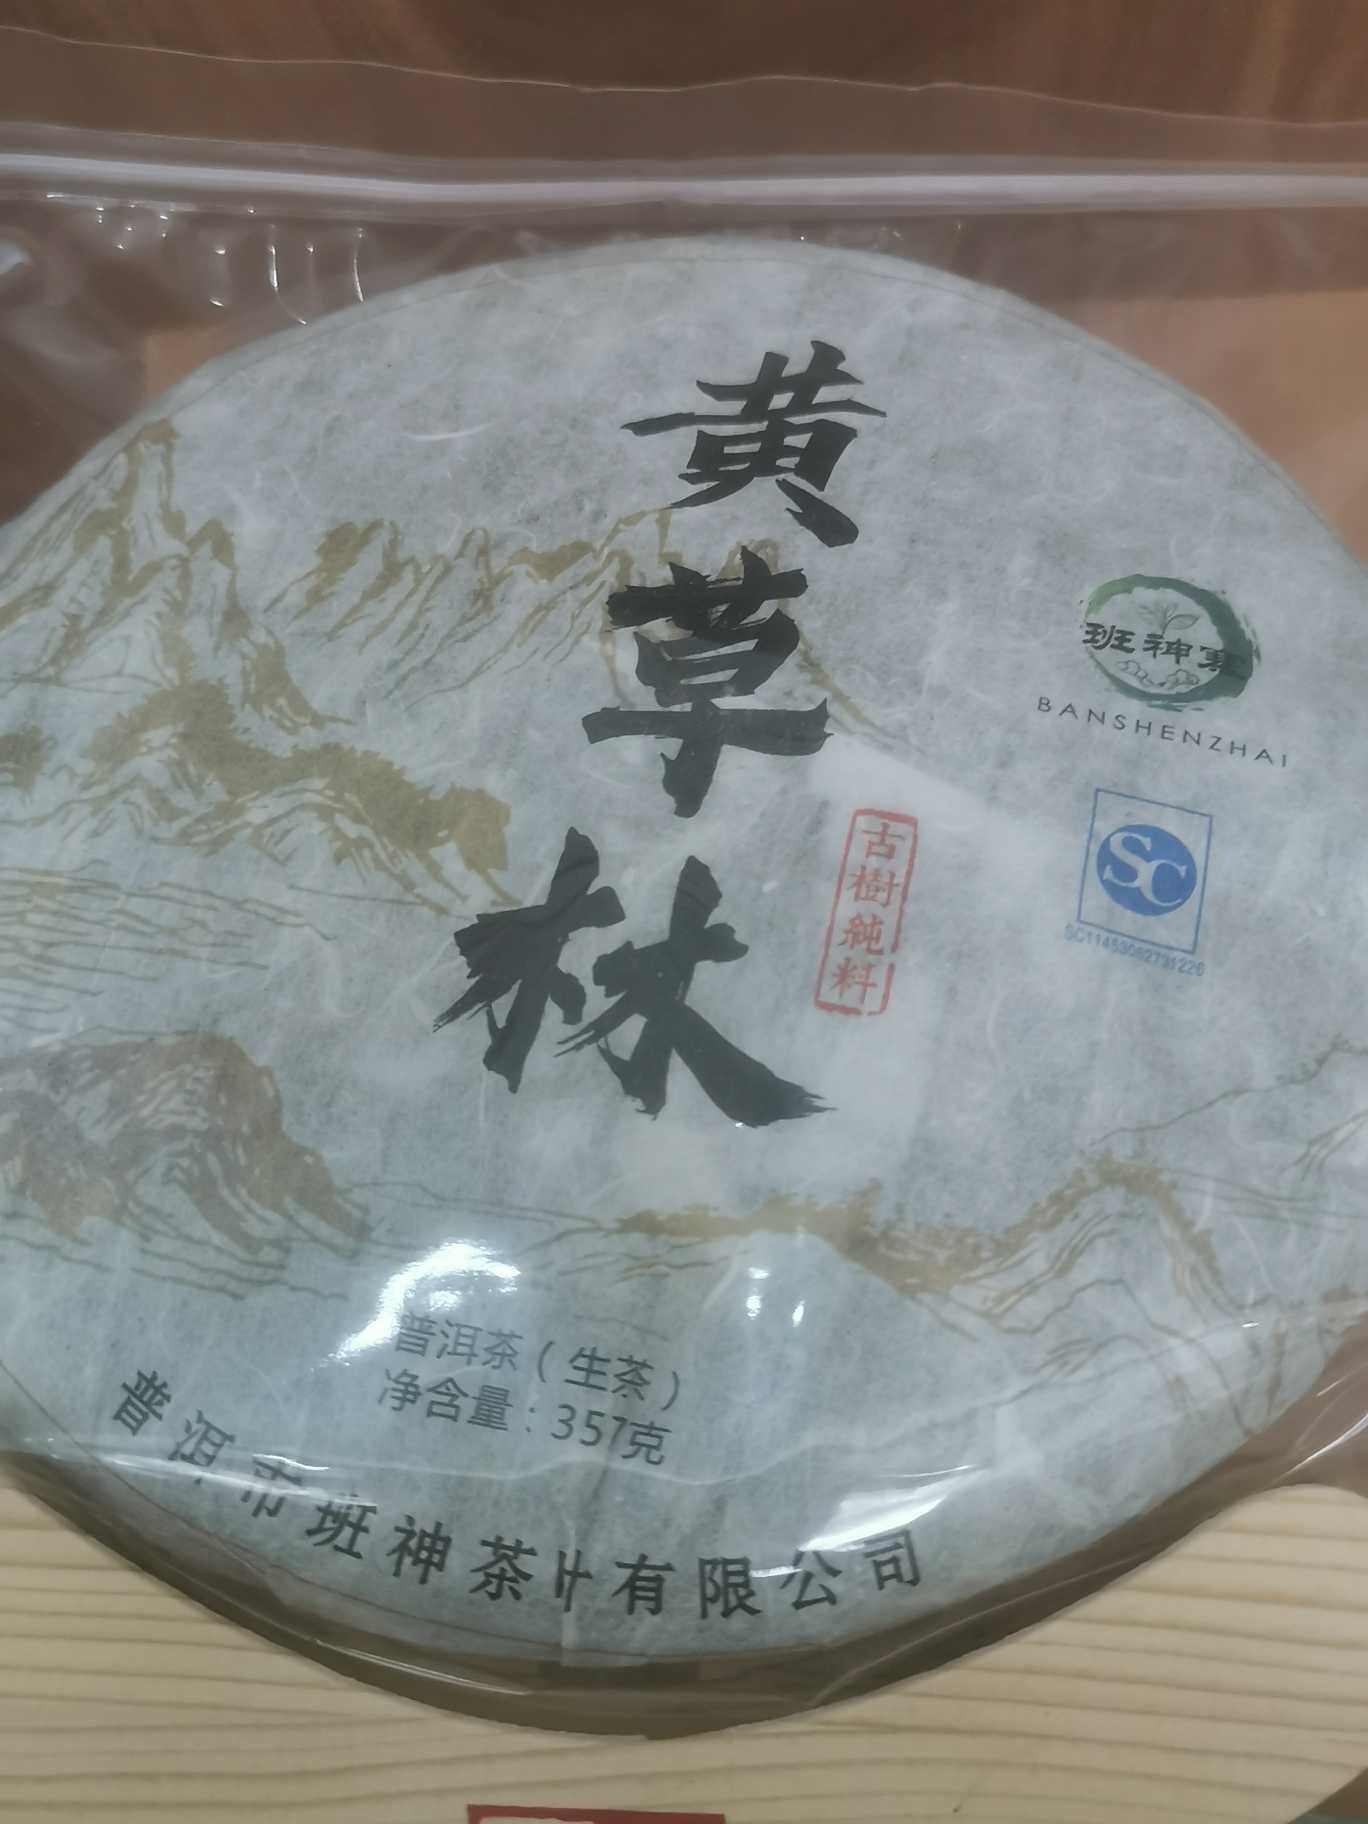 黄草林
古樹純料
班神寨
BANSHENZHAI
SC
SC11453082731226
普洱茶（生茶）
净含量：357克
普洱市班神茶叶有限公司